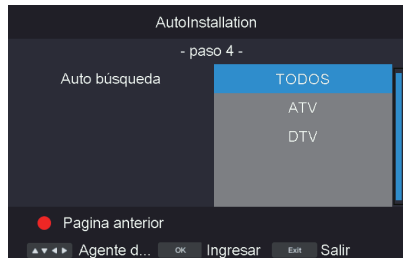 AutoInstallation
- paso 4 -
Auto búsqueda
TODOS
ATV
DTV
Pagina anterior
Agente d... OK Ingresar Exit Salir